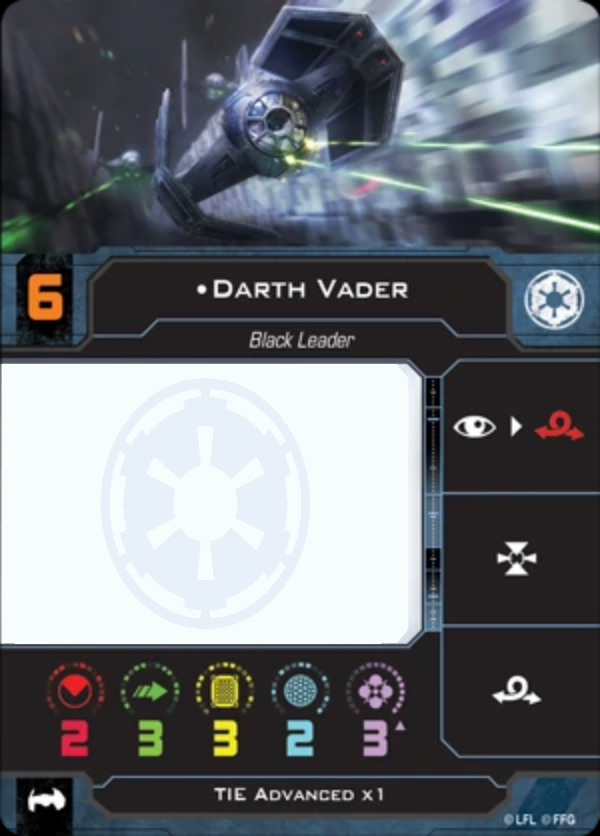 6
•Darth Vader
Black Leader
2 3 3 2 3
TIE Advanced x1
©LFL ©FFG